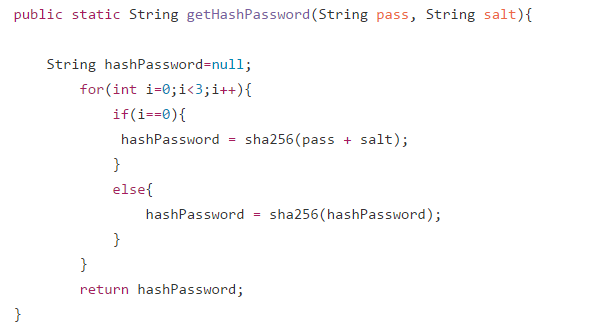 public static String getHashPassword(String pass, String salt){
String hashPassword=null;
for(int i=0;i<3;i++){
if(i==0){
hashPassword = sha256(pass + salt);
}
else{
hashPassword = sha256(hashPassword);
}
}
return hashPassword;
}